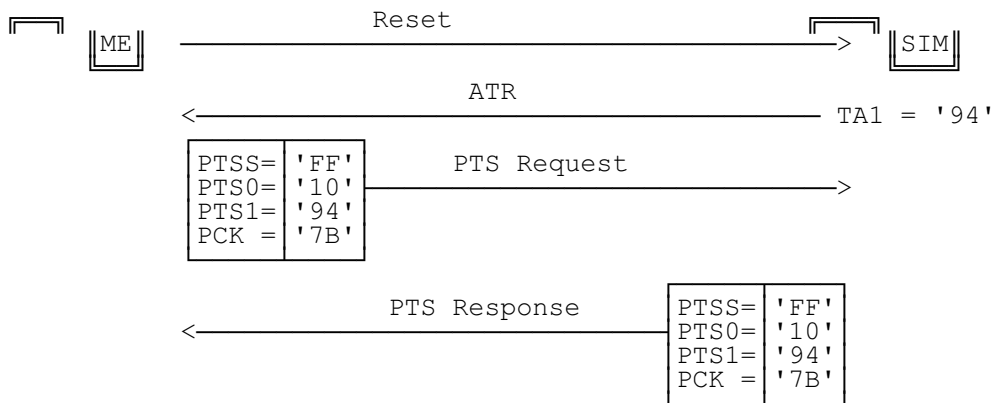 Reset
ME
SIM
ATR
TA1 = '94'
PTS Request
PTSS= 'FF'
PTS0= '10'
PTS1= '94'
PCK = '7B'
PTS Response
PTSS= 'FF'
PTS0= '10'
PTS1= '94'
PCK = '7B'